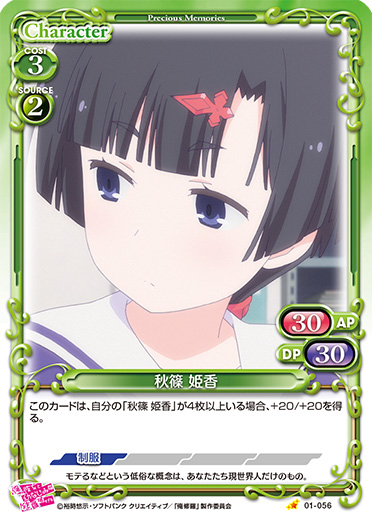 Precious Memories
Character
COST
3
SOURCE
2
30 AP
DP 30
秋篠 姫香
このカードは、自分の「秋篠 姫香」が4枚以上いる場合、+20/+20を得
る。
制服
モテるなどという低俗な概念は、あなたたち現世界人だけのもの。
©裕時悠示・ソフトバンク クリエイティブ/「俺修羅」製作委員会
01-056